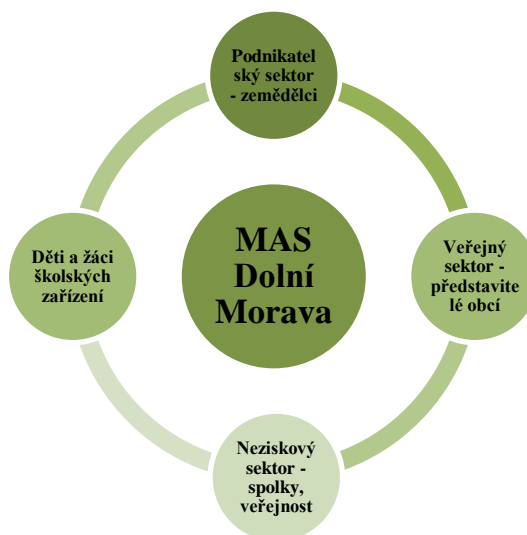 Podnikatel
ský sektor
- zemědělci
Děti a žáci
školských
zařízení
MAS
Dolní
Morava
Veřejný
sektor -
představite
lé obcí
Neziskový
sektor -
spolky,
veřejnost